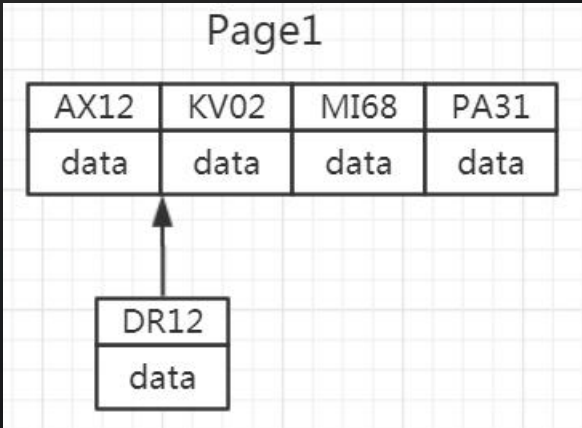 Page1
AX12 KV02 MI68 PA31
data data data data
DR12
data